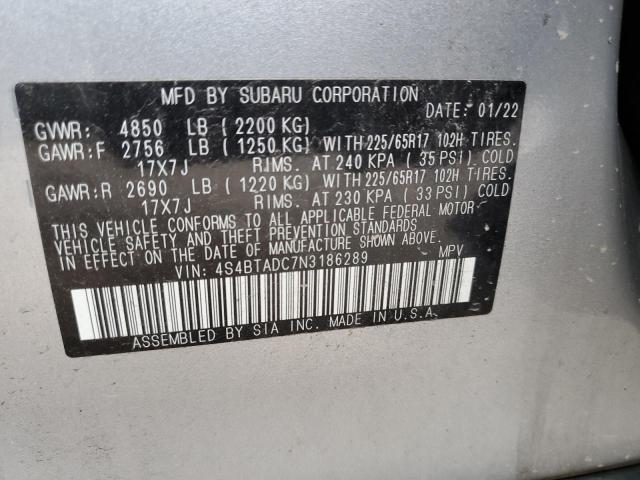 MFD BY SUBARU CORPORATION
DATE: 01/22
GVWR: 4850 LB (2200 KG)
GAWR:F 2756 LB (1250 KG) WITH 225/65R17 102H TIRES.
17X7J RIMS. AT 240 KPA (35 PSI) COLD
GAWR:R 2690 LB (1220 KG) WITH 225/65R17 102H TIRES.
17X7J RIMS. AT 230 KPA (33 PSI) COLD
THIS VEHICLE CONFORMS TO ALL APPLICABLE FEDERAL MOTOR
VEHICLE SAFETY AND THEFT PREVENTION STANDARDS
IN EFFECT ON THE DATE OF MANUFACTURE SHOWN ABOVE.
VIN: 4S4BTADC7N3186289 MPV
ASSEMBLED BY SIA INC. MADE IN U.S.A.